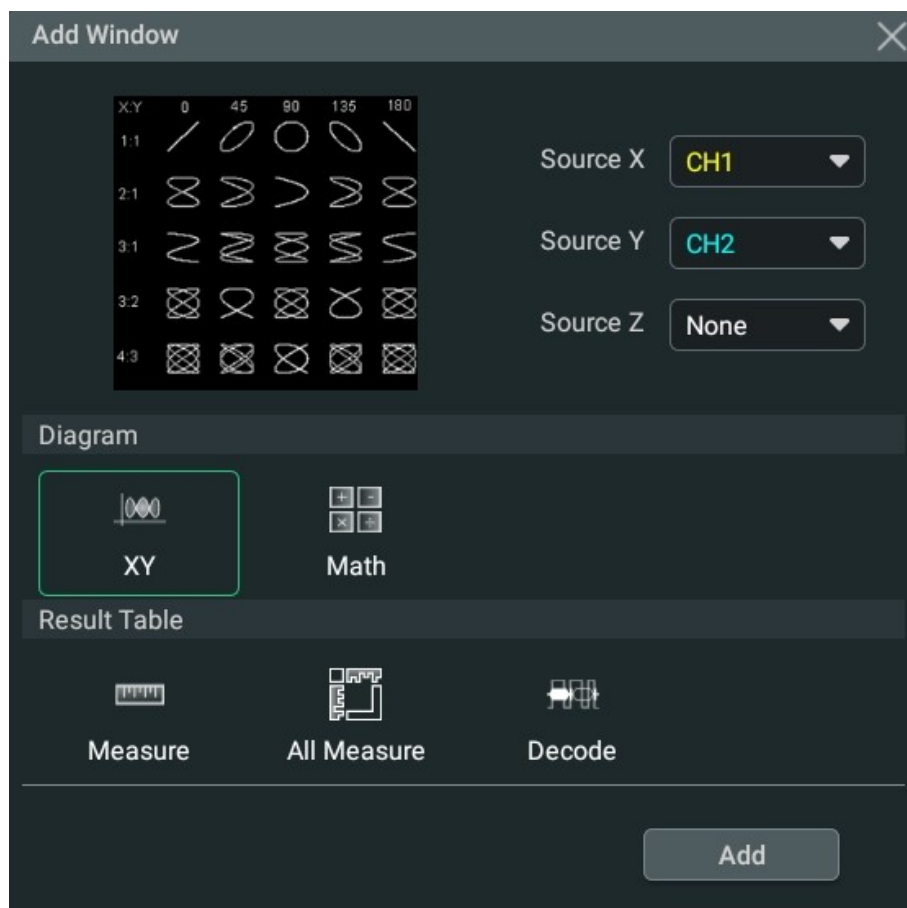 Add Window
X:Y 0 45 90 135 180
1:1
2:1
3:1
3:2
4:3
Source X CH1
Source Y CH2
Source Z None
Diagram
XY Math
Result Table
Measure All Measure Decode
Add